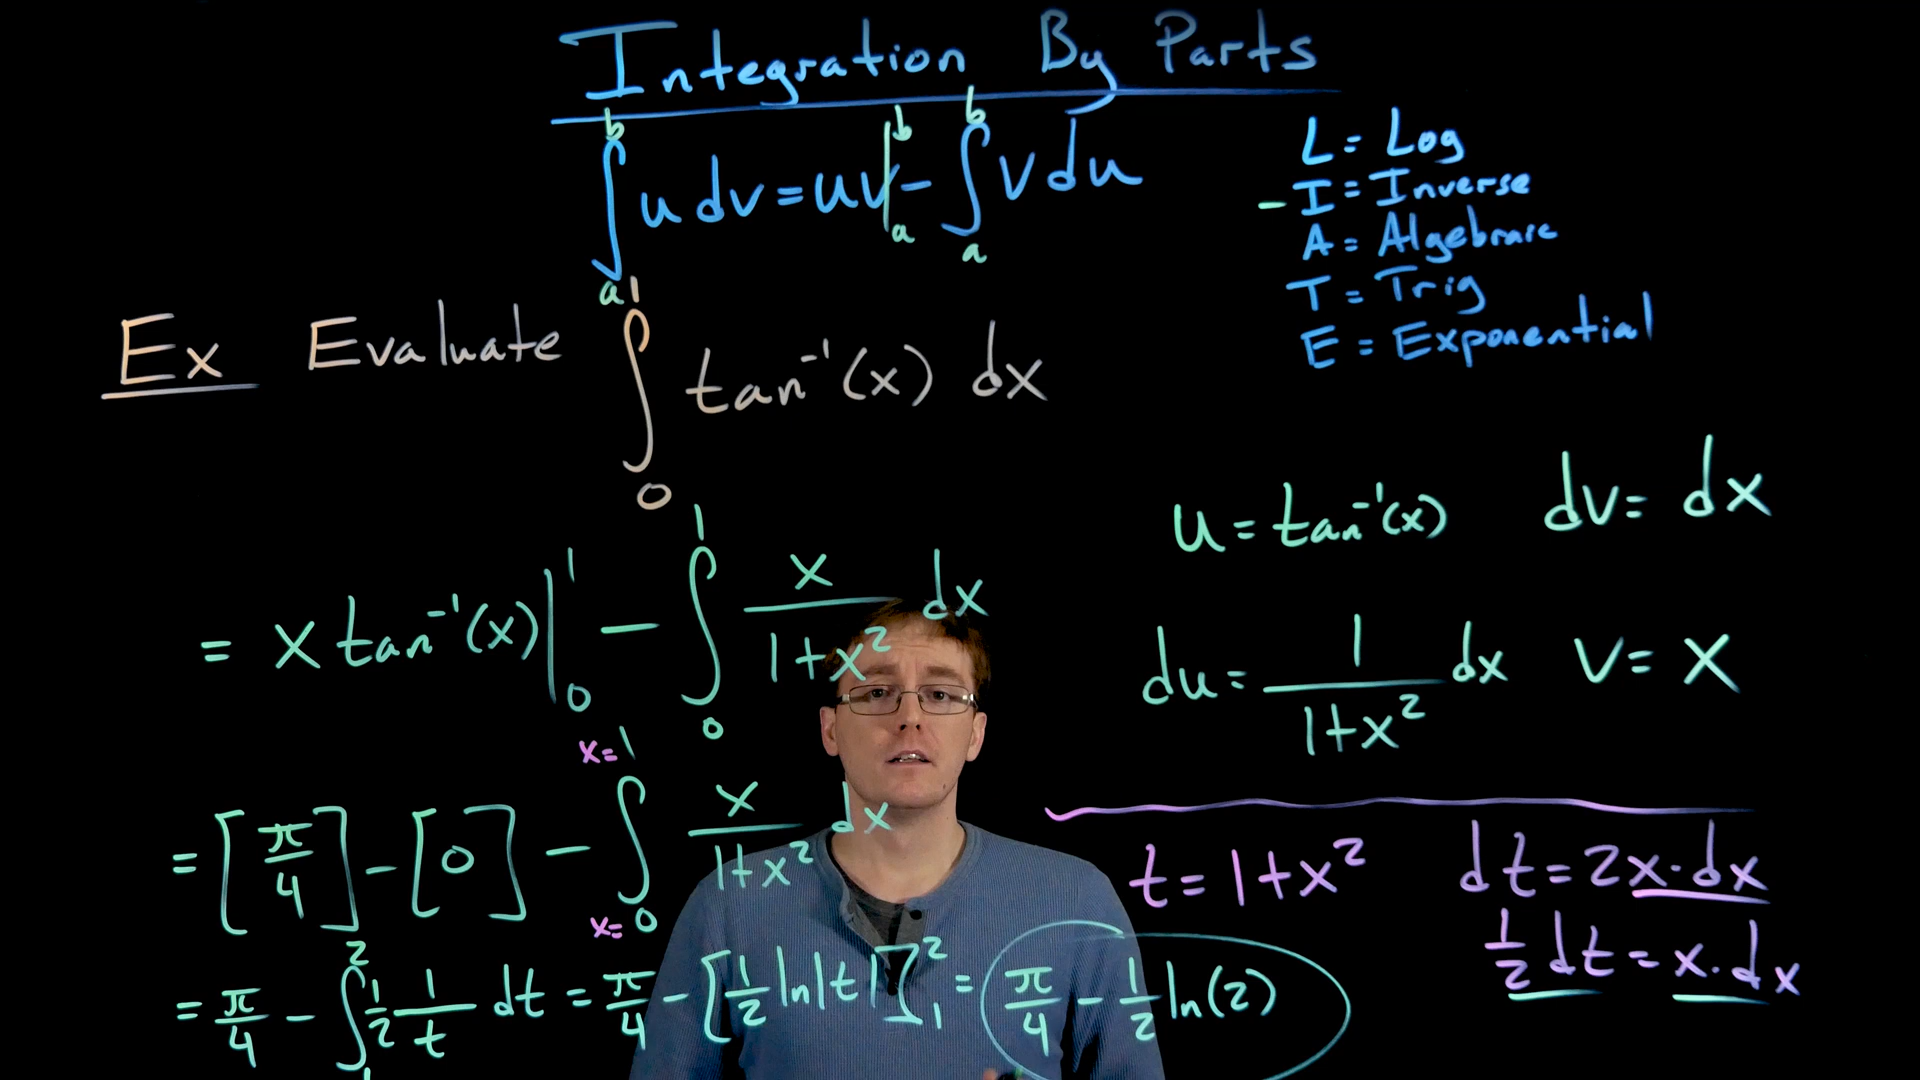 Integration By Parts
∫_a^b u dv = uv|_a^b − ∫_a^b v du
L = Log
– I = Inverse
A = Algebraic
T = Trig
E = Exponential
Ex Evaluate ∫_0^1 tan⁻¹(x) dx
u = tan⁻¹(x) dv = dx
du = 1/(1+x²) dx v = x
= x tan⁻¹(x)|_0^1 − ∫_0^1 x/(1+x²) dx
= [π/4] − [0] − ∫_{x=0}^{x=1} x/(1+x²) dx
t = 1+x² dt = 2x·dx
½ dt = x·dx
= π/4 − ∫_1^2 ½ 1/t dt = π/4 − [½ ln|t|]_1^2 = π/4 − ½ ln(2)